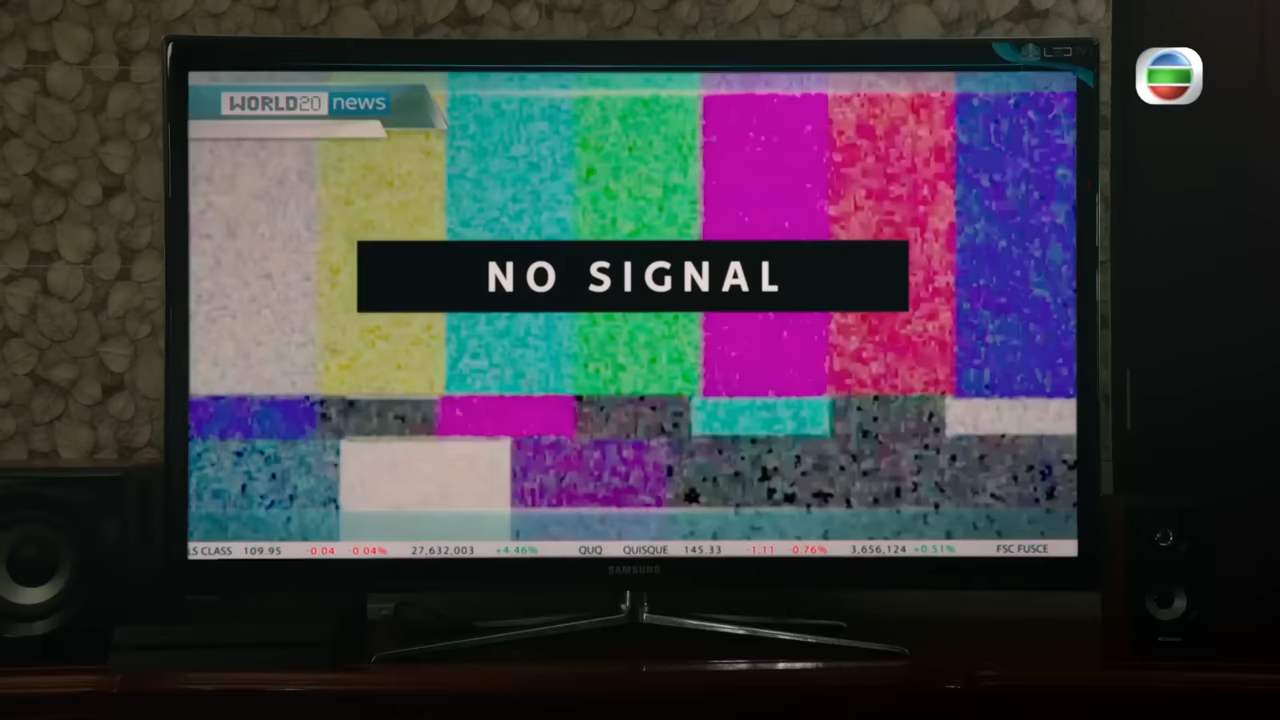 LED
WORLD20 news
NO SIGNAL
LS CLASS 109.95 -0.04 -0.04% 27,632,003 +4.46% QUQ QUISQUE 145.33 -1.11 -0.76% 3,656,124 +0.51% FSC FUSCE
SAMSUNG